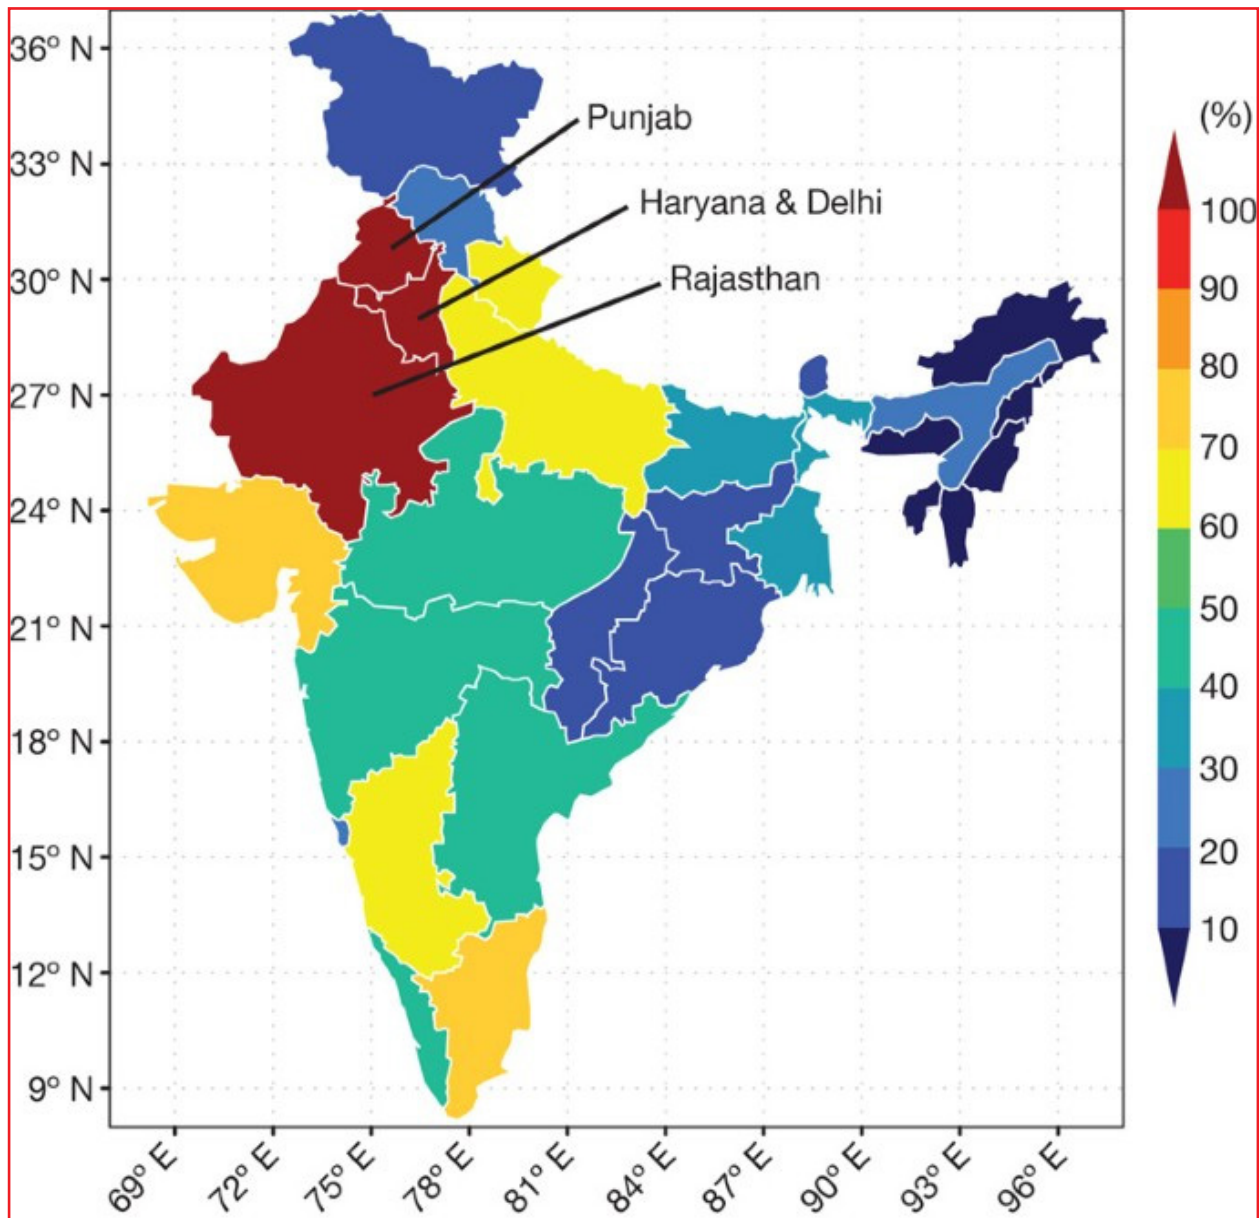 36° N
33° N
30° N
27° N
24° N
21° N
18° N
15° N
12° N
9° N
Punjab
Haryana & Delhi
Rajasthan
(%)
100
90
80
70
60
50
40
30
20
10
69° E
72° E
75° E
78° E
81° E
84° E
87° E
90° E
93° E
96° E